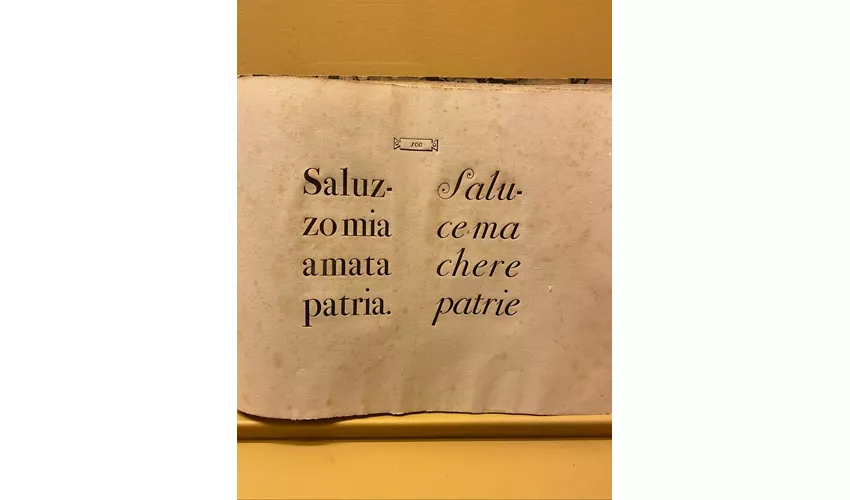 100
Saluz-
zo mia
amata
patria.
Salu-
ce ma
chere
patrie